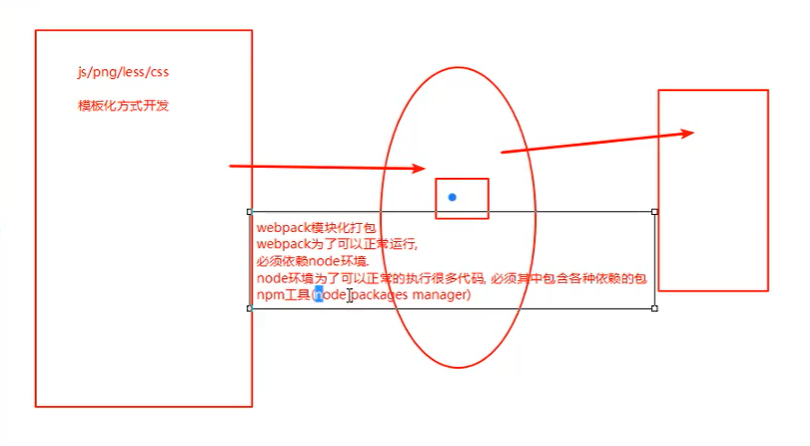 js/png/less/css
模板化方式开发
webpack模块化打包
webpack为了可以正常运行,
必须依赖node环境.
node环境为了可以正常的执行很多代码, 必须其中包含各种依赖的包
npm工具(node packages manager)